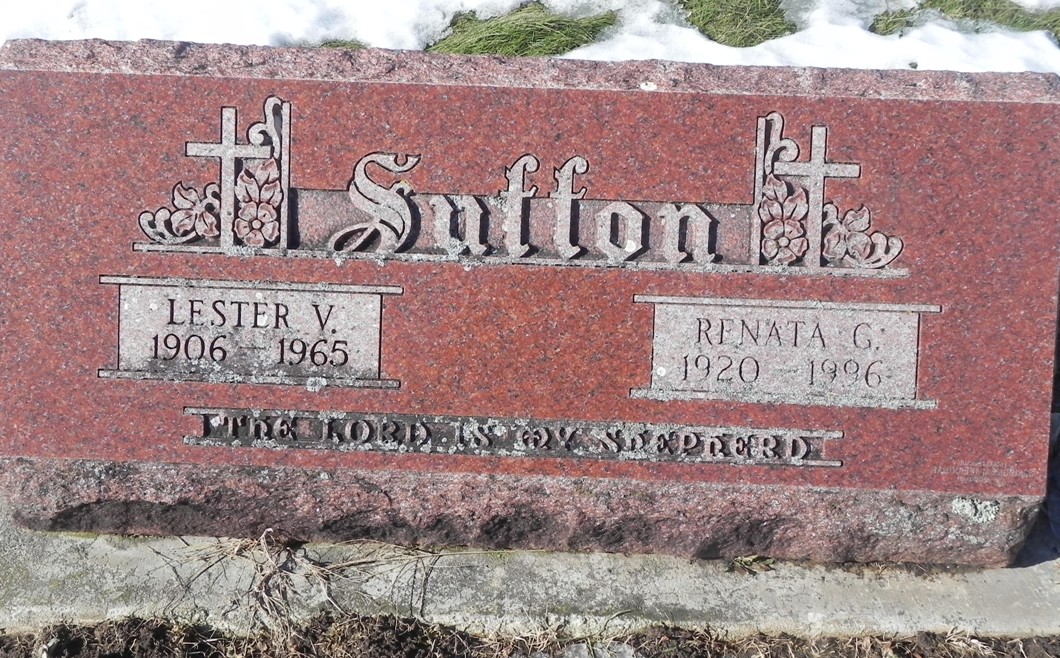 Sutton
LESTER V.
1906 – 1965
RENATA G.
1920 – 1996
THE LORD IS MY SHEPHERD